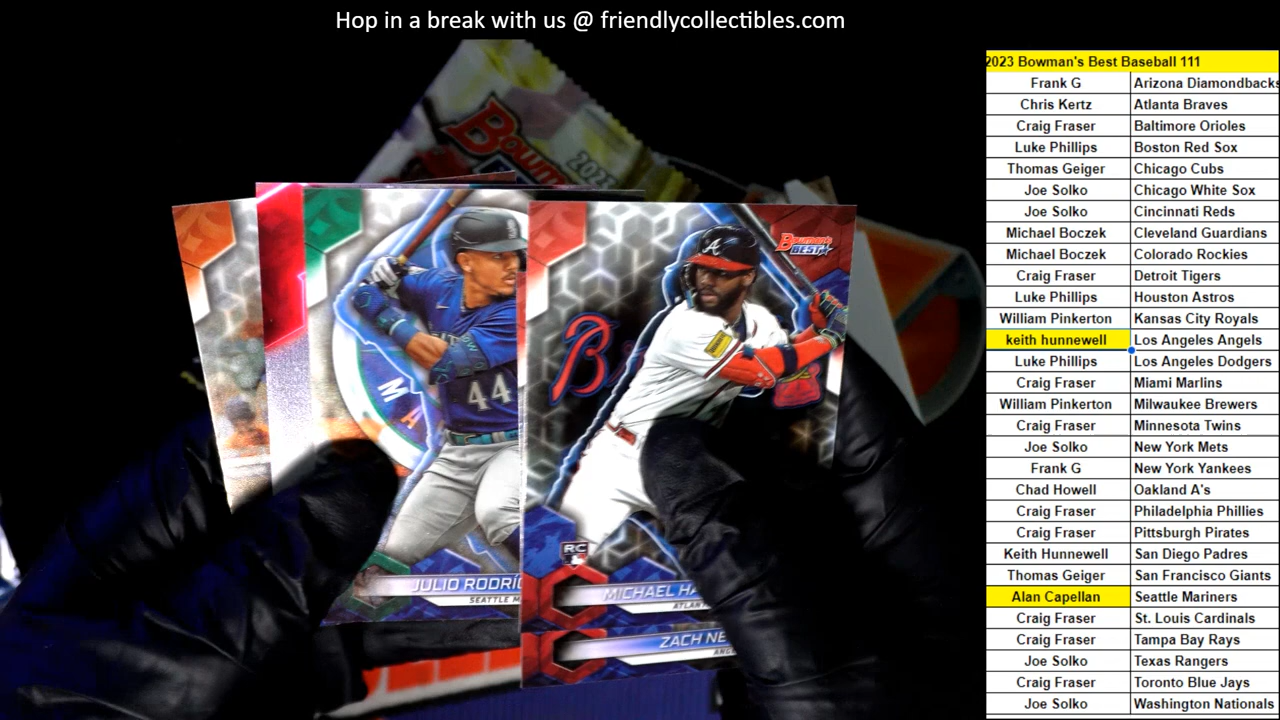 Hop in a break with us @ friendlycollectibles.com
2023 Bowman's Best Baseball 111
Frank G Arizona Diamondbacks
Chris Kertz Atlanta Braves
Craig Fraser Baltimore Orioles
Luke Phillips Boston Red Sox
Thomas Geiger Chicago Cubs
Joe Solko Chicago White Sox
Joe Solko Cincinnati Reds
Michael Boczek Cleveland Guardians
Michael Boczek Colorado Rockies
Craig Fraser Detroit Tigers
Luke Phillips Houston Astros
William Pinkerton Kansas City Royals
keith hunnewell Los Angeles Angels
Luke Phillips Los Angeles Dodgers
Craig Fraser Miami Marlins
William Pinkerton Milwaukee Brewers
Craig Fraser Minnesota Twins
Joe Solko New York Mets
Frank G New York Yankees
Chad Howell Oakland A's
Craig Fraser Philadelphia Phillies
Craig Fraser Pittsburgh Pirates
Keith Hunnewell San Diego Padres
Thomas Geiger San Francisco Giants
Alan Capellan Seattle Mariners
Craig Fraser St. Louis Cardinals
Craig Fraser Tampa Bay Rays
Joe Solko Texas Rangers
Craig Fraser Toronto Blue Jays
Joe Solko Washington Nationals
2023
Bowman's
BEST
A
B
M
A
44
RC
JULIO RODRÍ
SEATTLE M
MICHAEL HA
ATLAN
ZACH NE
ANGE